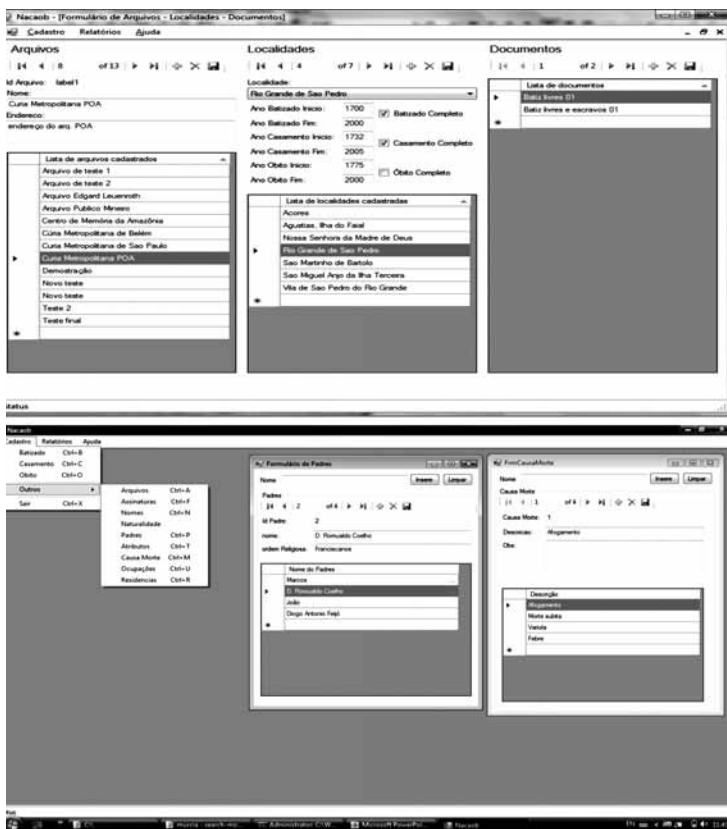 Nacaob - [Formulário de Arquivos - Localidades - Documentos]
Cadastro Relatórios Ajuda
Arquivos
8 of 13
Id Arquivo: label1
Nome:
Curia Metropolitana POA
Endereco:
endereço do arq. POA
Lista de arquivos cadastrados
Arquivo de teste 1
Arquivo de teste 2
Arquivo Edgard Leuenroth
Arquivo Publico Mineiro
Centro de Memória da Amazônia
Cúria Metropolitana de Belém
Curia Metropolitana de Sao Paulo
Curia Metropolitana POA
Demostração
Novo teste
Novo teste
Teste 2
Teste final
Localidades
4 of 7
Localidade:
Rio Grande de Sao Pedro
Ano Batizado Inicio: 1700
Ano Batizado Fim: 2000
Batizado Completo
Ano Casamento Inicio: 1732
Ano Casamento Fim: 2005
Casamento Completo
Ano Obito Inicio: 1775
Ano Obito Fim: 2000
Óbito Completo
Lista de localidades cadastradas
Acores
Agustias, Ilha do Faial
Nossa Senhora da Madre de Deus
Rio Grande de Sao Pedro
Sao Martinho de Bartolo
Sao Miguel Anjo da Ilha Terceira
Vila de Sao Pedro do Rio Grande
Documentos
1 of 2
Lista de documentos
Batiz livres 01
Batiz livres e escravos 01
Status
Nacaob
Cadastro Relatórios Ajuda
Batizado Ctrl+B
Casamento Ctrl+C
Obito Ctrl+O
Outros
Sair Ctrl+X
Arquivos Ctrl+A
Assinaturas Ctrl+F
Nomes Ctrl+N
Naturalidade
Padres Ctrl+P
Atributos Ctrl+T
Causa Morte Ctrl+M
Ocupações Ctrl+U
Residencias Ctrl+R
Formulário de Padres
Nome Insere Limpar
Padres
2 of 4
Id Padre: 2
nome: D. Romualdo Coelho
ordem Religiosa: Franciscanos
Nome do Padres
Marcos
D. Romualdo Coelho
João
Diogo Antonio Feijó
FrmCausaMorte
Nome Insere Limpar
Causa Morte
1 of 4
Causa Morte: 1
Descricao: Afogamento
Obs:
Descrição
Afogamento
Morte subita
Variola
Febre
Microsoft PowerPoi...
Nacaob